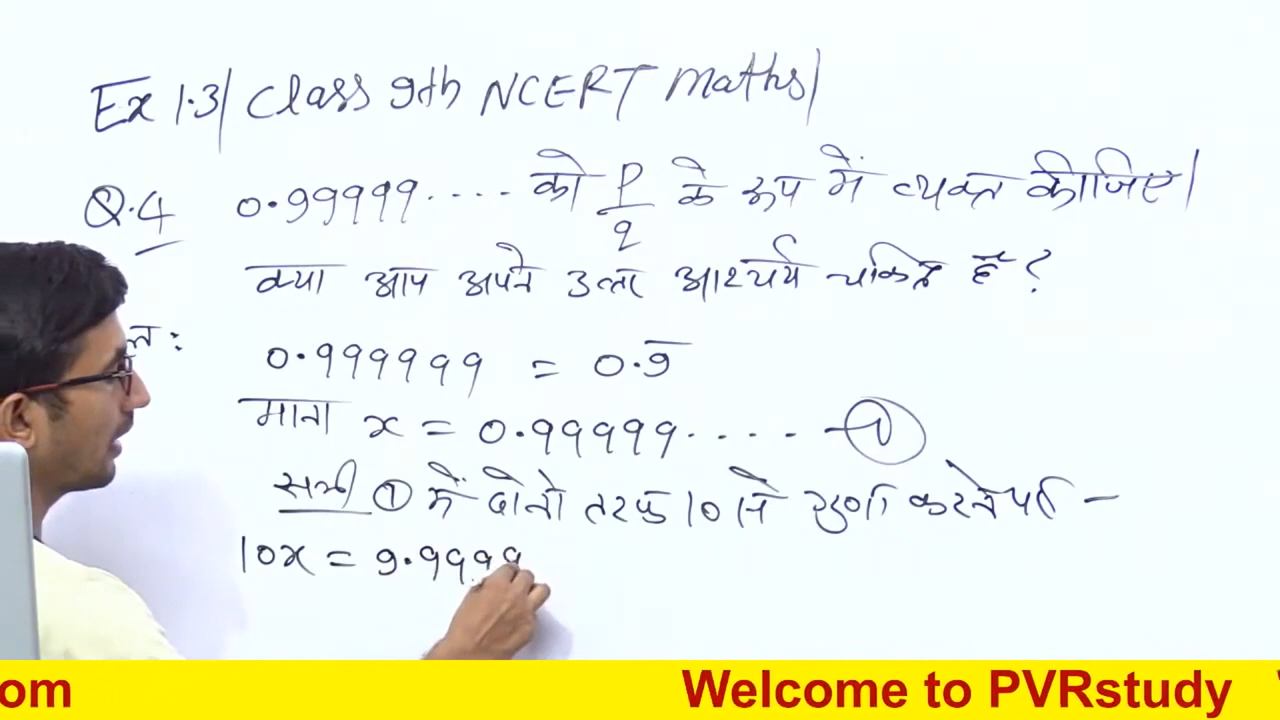 Ex 1.3| Class 9th NCERT Maths|
Q.4 0.99999.... को p/q के रूप में व्यक्त कीजिए|
क्या आप अपने उत्तर आश्चर्य चकित हैं ?
ल :
0.999999 = 0.9̅
माना x = 0.99999..... — ①
समी ① में दोनो तरफ 10 से गुणा करने पर —
10x = 9.9999
om Welcome to PVRstudy